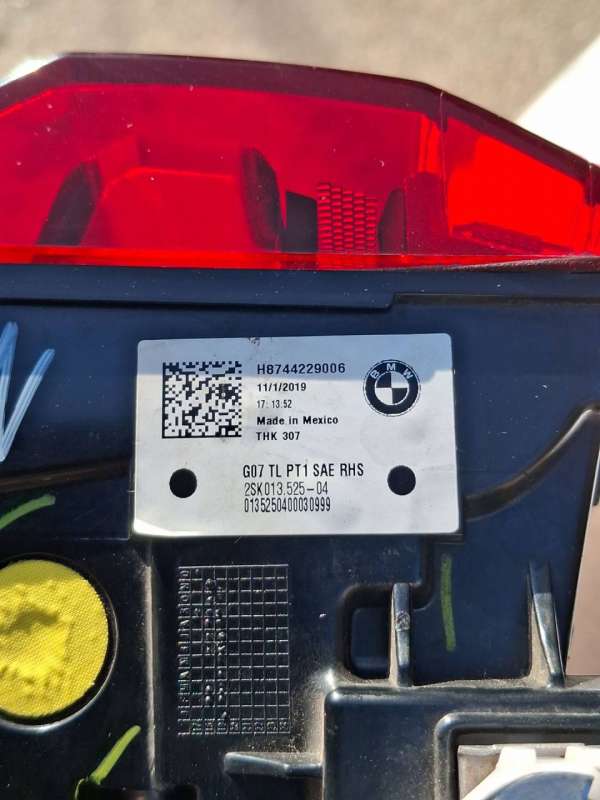 H8744229006
11/1/2019
17:13:52
Made in Mexico
THK 307
BMW
G07 TL PT1 SAE RHS
2SK013.525-04
0135250400030999